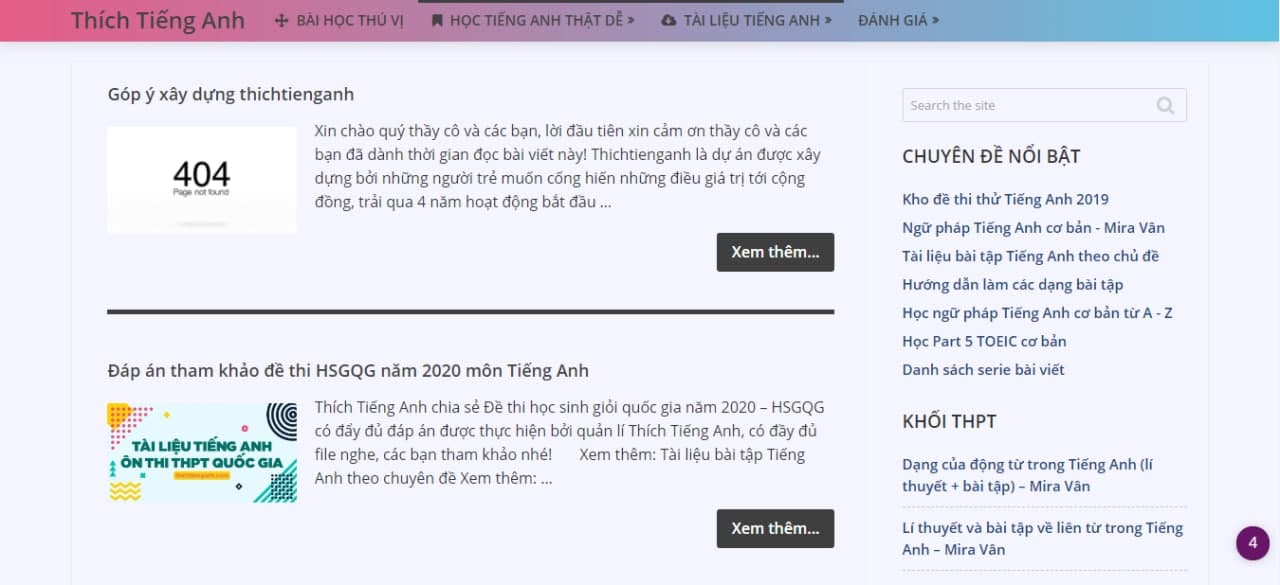 Thích Tiếng Anh
BÀI HỌC THÚ VỊ
HỌC TIẾNG ANH THẬT DỄ »
TÀI LIỆU TIẾNG ANH »
ĐÁNH GIÁ »
Góp ý xây dựng thichtienganh
404
Page not found
Xin chào quý thầy cô và các bạn, lời đầu tiên xin cảm ơn thầy cô và các
bạn đã dành thời gian đọc bài viết này! Thichtienganh là dự án được xây
dựng bởi những người trẻ muốn cống hiến những điều giá trị tới cộng
đồng, trải qua 4 năm hoạt động bắt đầu ...
Xem thêm...
Đáp án tham khảo đề thi HSGQG năm 2020 môn Tiếng Anh
TÀI LIỆU TIẾNG ANH
ÔN THI THPT QUỐC GIA
Thích Tiếng Anh chia sẻ Đề thi học sinh giỏi quốc gia năm 2020 – HSGQG
có đẩy đủ đáp án được thực hiện bởi quản lí Thích Tiếng Anh, có đầy đủ
file nghe, các bạn tham khảo nhé! Xem thêm: Tài liệu bài tập Tiếng
Anh theo chuyên đề Xem thêm: ...
Xem thêm...
Search the site
CHUYÊN ĐỀ NỔI BẬT
Kho đề thi thử Tiếng Anh 2019
Ngữ pháp Tiếng Anh cơ bản - Mira Vân
Tài liệu bài tập Tiếng Anh theo chủ đề
Hướng dẫn làm các dạng bài tập
Học ngữ pháp Tiếng Anh cơ bản từ A - Z
Học Part 5 TOEIC cơ bản
Danh sách serie bài viết
KHỐI THPT
Dạng của động từ trong Tiếng Anh (lí
thuyết + bài tập) – Mira Vân
Lí thuyết và bài tập về liên từ trong Tiếng
Anh – Mira Vân
4